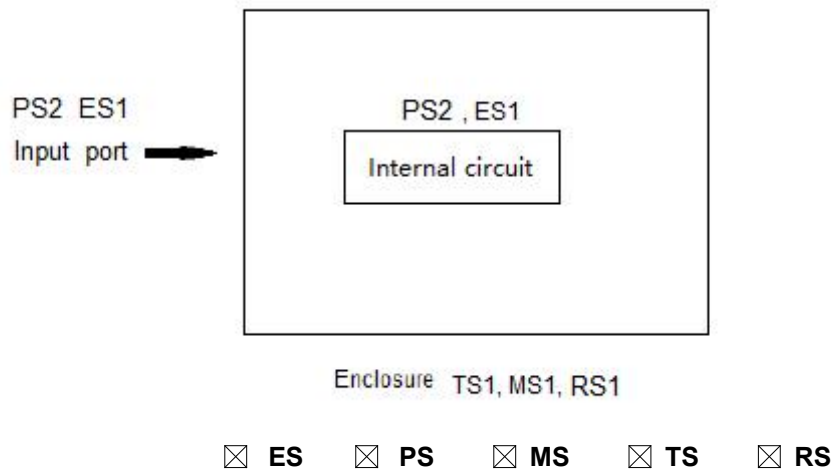 PS2 ES1
Input port
PS2 , ES1
Internal circuit
Enclosure TS1, MS1, RS1
☒ ES ☒ PS ☒ MS ☒ TS ☒ RS